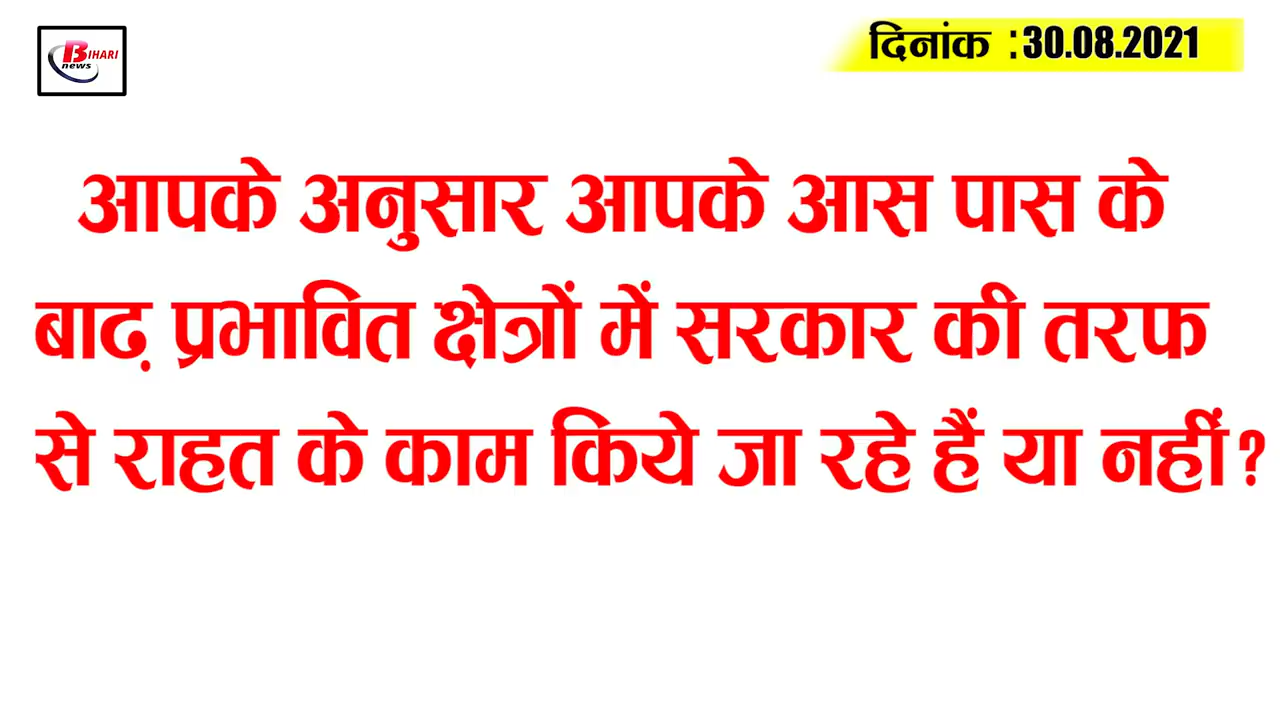 BIHARI
news
दिनांक :30.08.2021
आपके अनुसार आपके आस पास के
बाढ़ प्रभावित क्षेत्रों में सरकार की तरफ
से राहत के काम किये जा रहे हैं या नहीं?